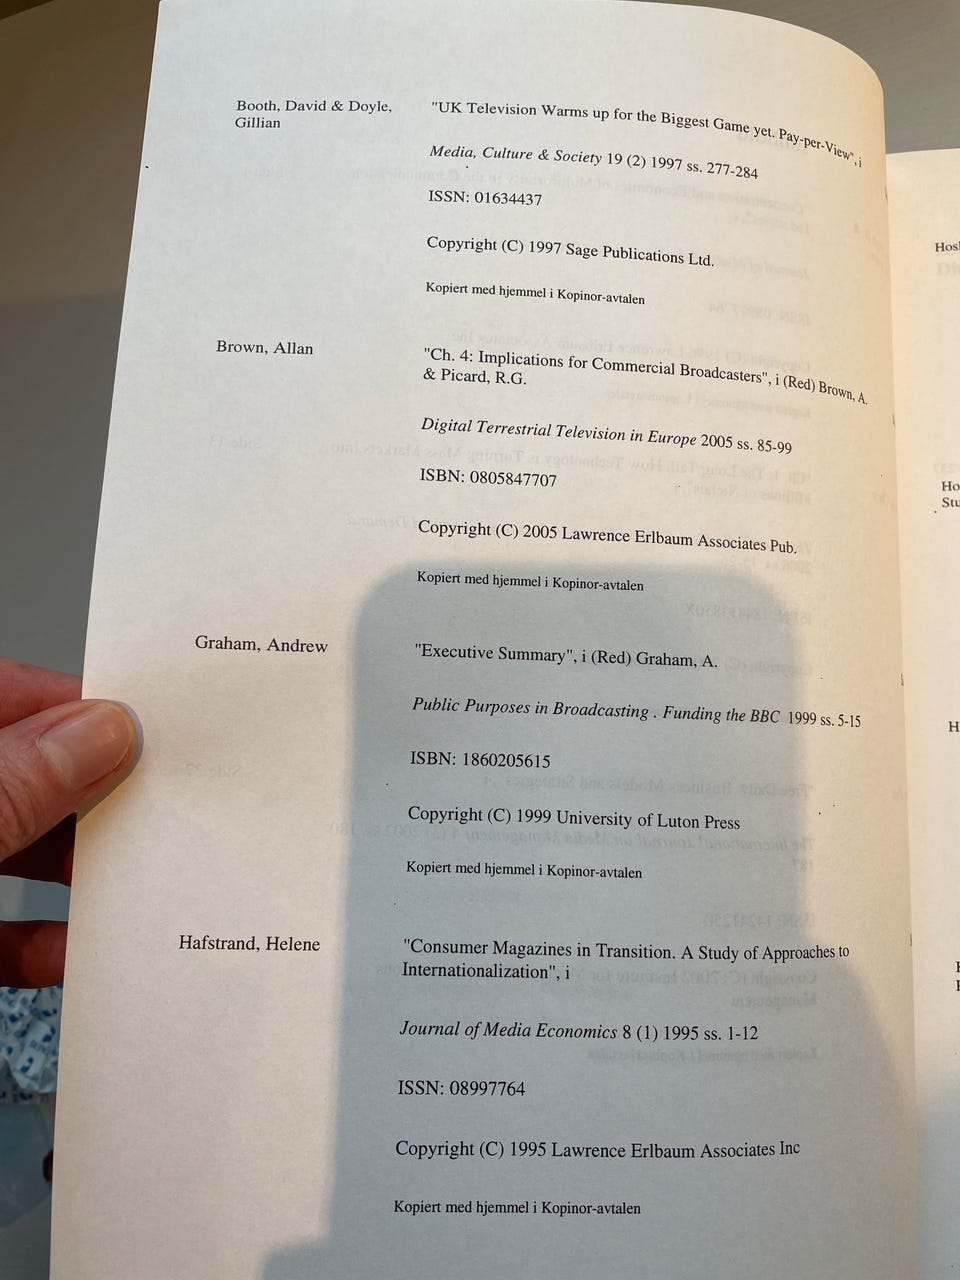 Booth, David & Doyle,
Gillian
"UK Television Warms up for the Biggest Game yet. Pay-per-View", i
Media, Culture & Society 19 (2) 1997 ss. 277-284
ISSN: 01634437
Copyright (C) 1997 Sage Publications Ltd.
Kopiert med hjemmel i Kopinor-avtalen
Brown, Allan
"Ch. 4: Implications for Commercial Broadcasters", i (Red) Brown, A.
& Picard, R.G.
Digital Terrestrial Television in Europe 2005 ss. 85-99
ISBN: 0805847707
Copyright (C) 2005 Lawrence Erlbaum Associates Pub.
Kopiert med hjemmel i Kopinor-avtalen
Graham, Andrew
"Executive Summary", i (Red) Graham, A.
Public Purposes in Broadcasting . Funding the BBC 1999 ss. 5-15
ISBN: 1860205615
Copyright (C) 1999 University of Luton Press
Kopiert med hjemmel i Kopinor-avtalen
Hafstrand, Helene
"Consumer Magazines in Transition. A Study of Approaches to
Internationalization", i
Journal of Media Economics 8 (1) 1995 ss. 1-12
ISSN: 08997764
Copyright (C) 1995 Lawrence Erlbaum Associates Inc
Kopiert med hjemmel i Kopinor-avtalen